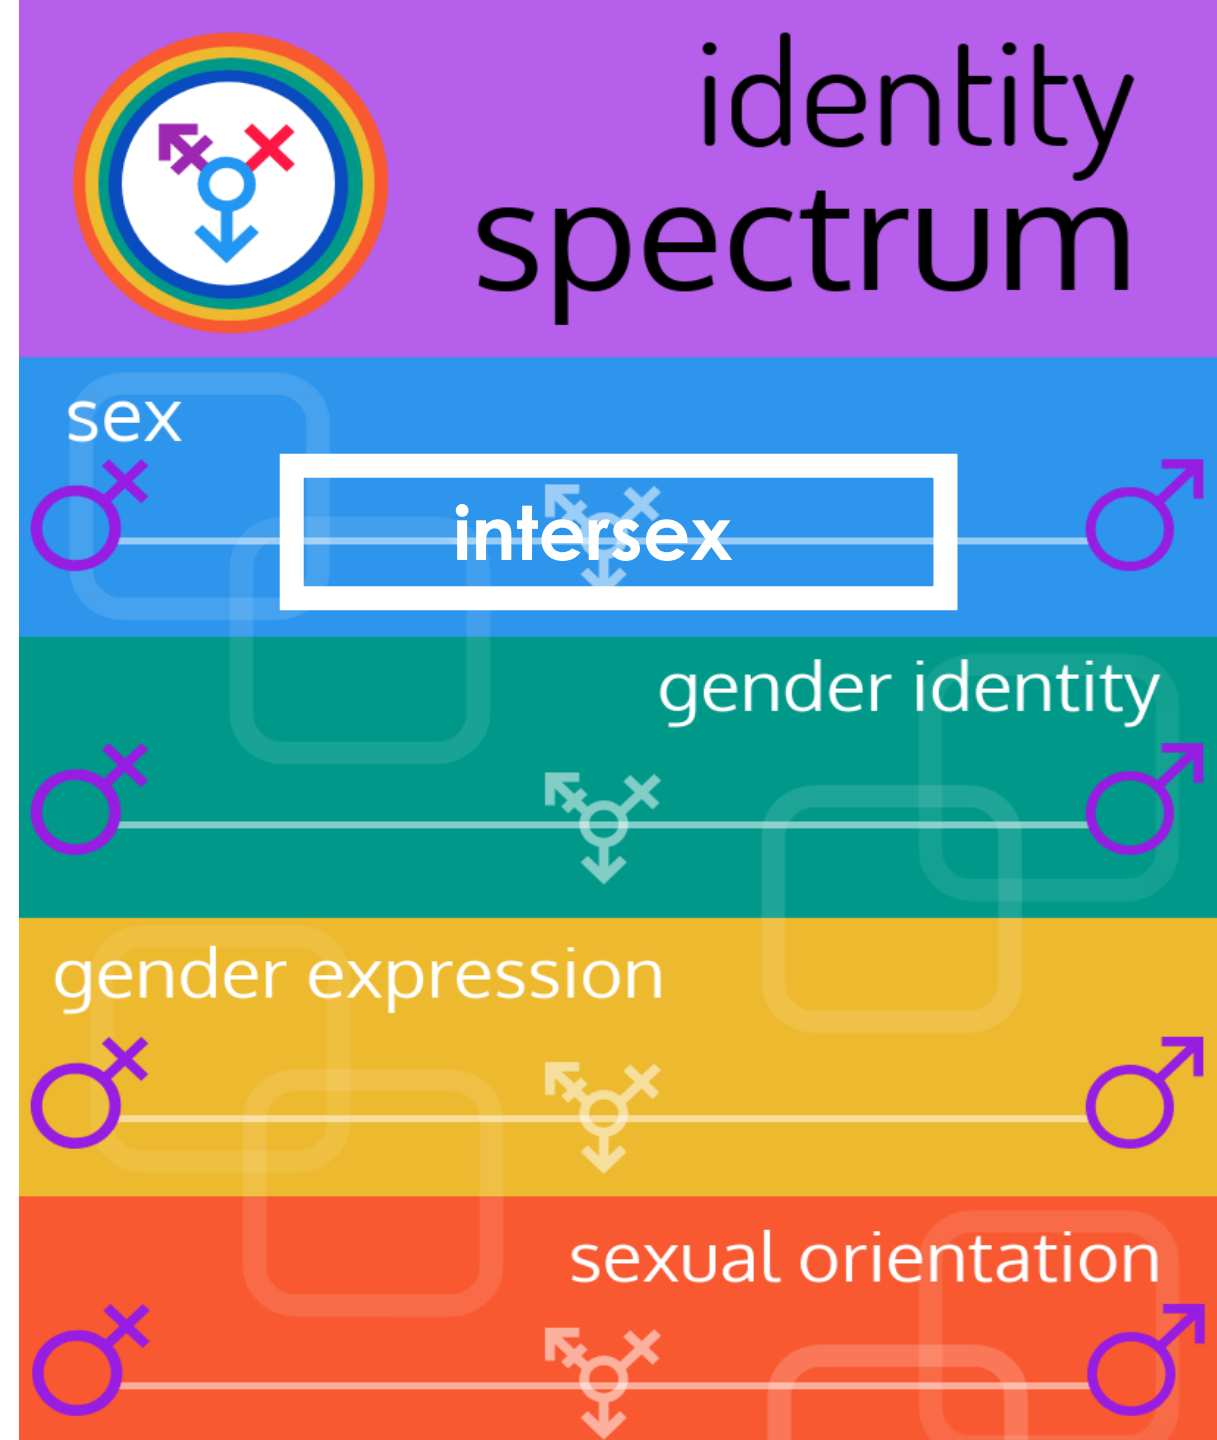 identity
spectrum
sex
intersex
gender identity
gender expression
sexual orientation